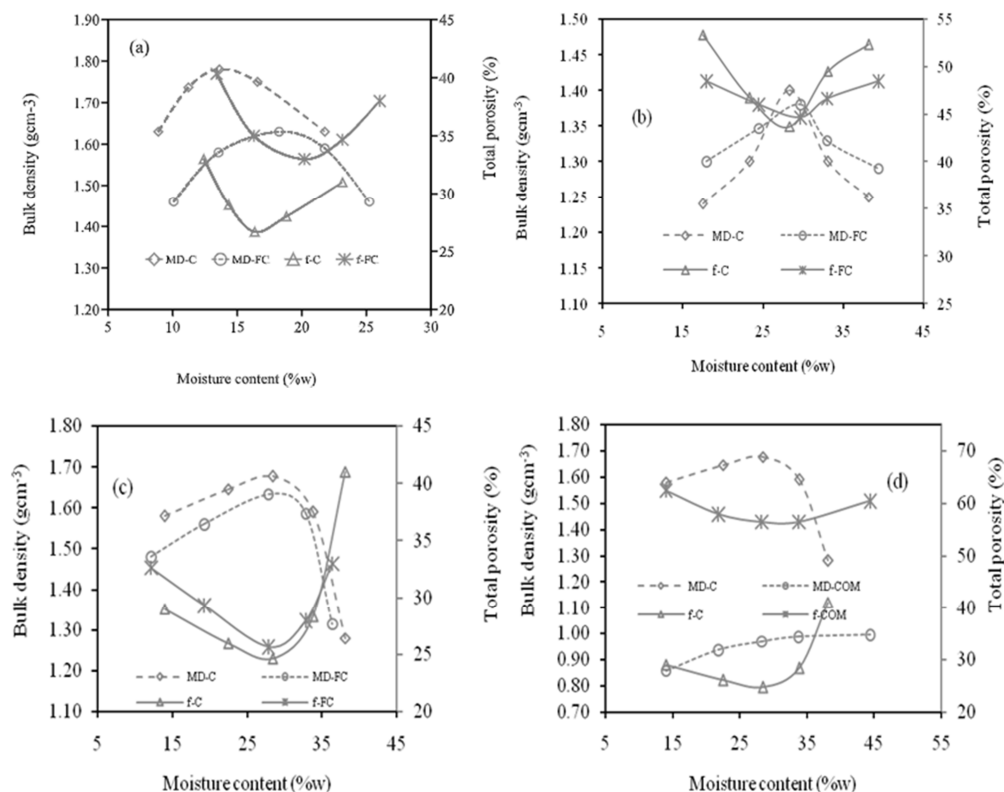 (a)
1.90
1.80
1.70
1.60
1.50
1.40
1.30
1.20
Bulk density (gcm-3)
45
40
35
30
25
20
Total porosity (%)
MD-C MD-FC f-C f-FC
5 10 15 20 25 30
Moisture content (%w)
(b)
1.50
1.45
1.40
1.35
1.30
1.25
1.20
1.15
1.10
Bulk density (gcm-3)
55
50
45
40
35
30
25
Total porosity (%)
MD-C MD-FC
f-C f-FC
5 15 25 35 45
Moisture content (%w)
(c)
1.80
1.70
1.60
1.50
1.40
1.30
1.20
1.10
Bulk density (gcm-3)
45
40
35
30
25
20
Total porosity (%)
MD-C MD-FC
f-C f-FC
5 15 25 35 45
Moisture content (%w)
(d)
1.80
1.70
1.60
1.50
1.40
1.30
1.20
1.10
1.00
0.90
0.80
0.70
Bulk density (gcm-3)
70
60
50
40
30
20
Total porosity (%)
MD-C MD-COM
f-C f-COM
5 15 25 35 45 55
Moisture content (%w)